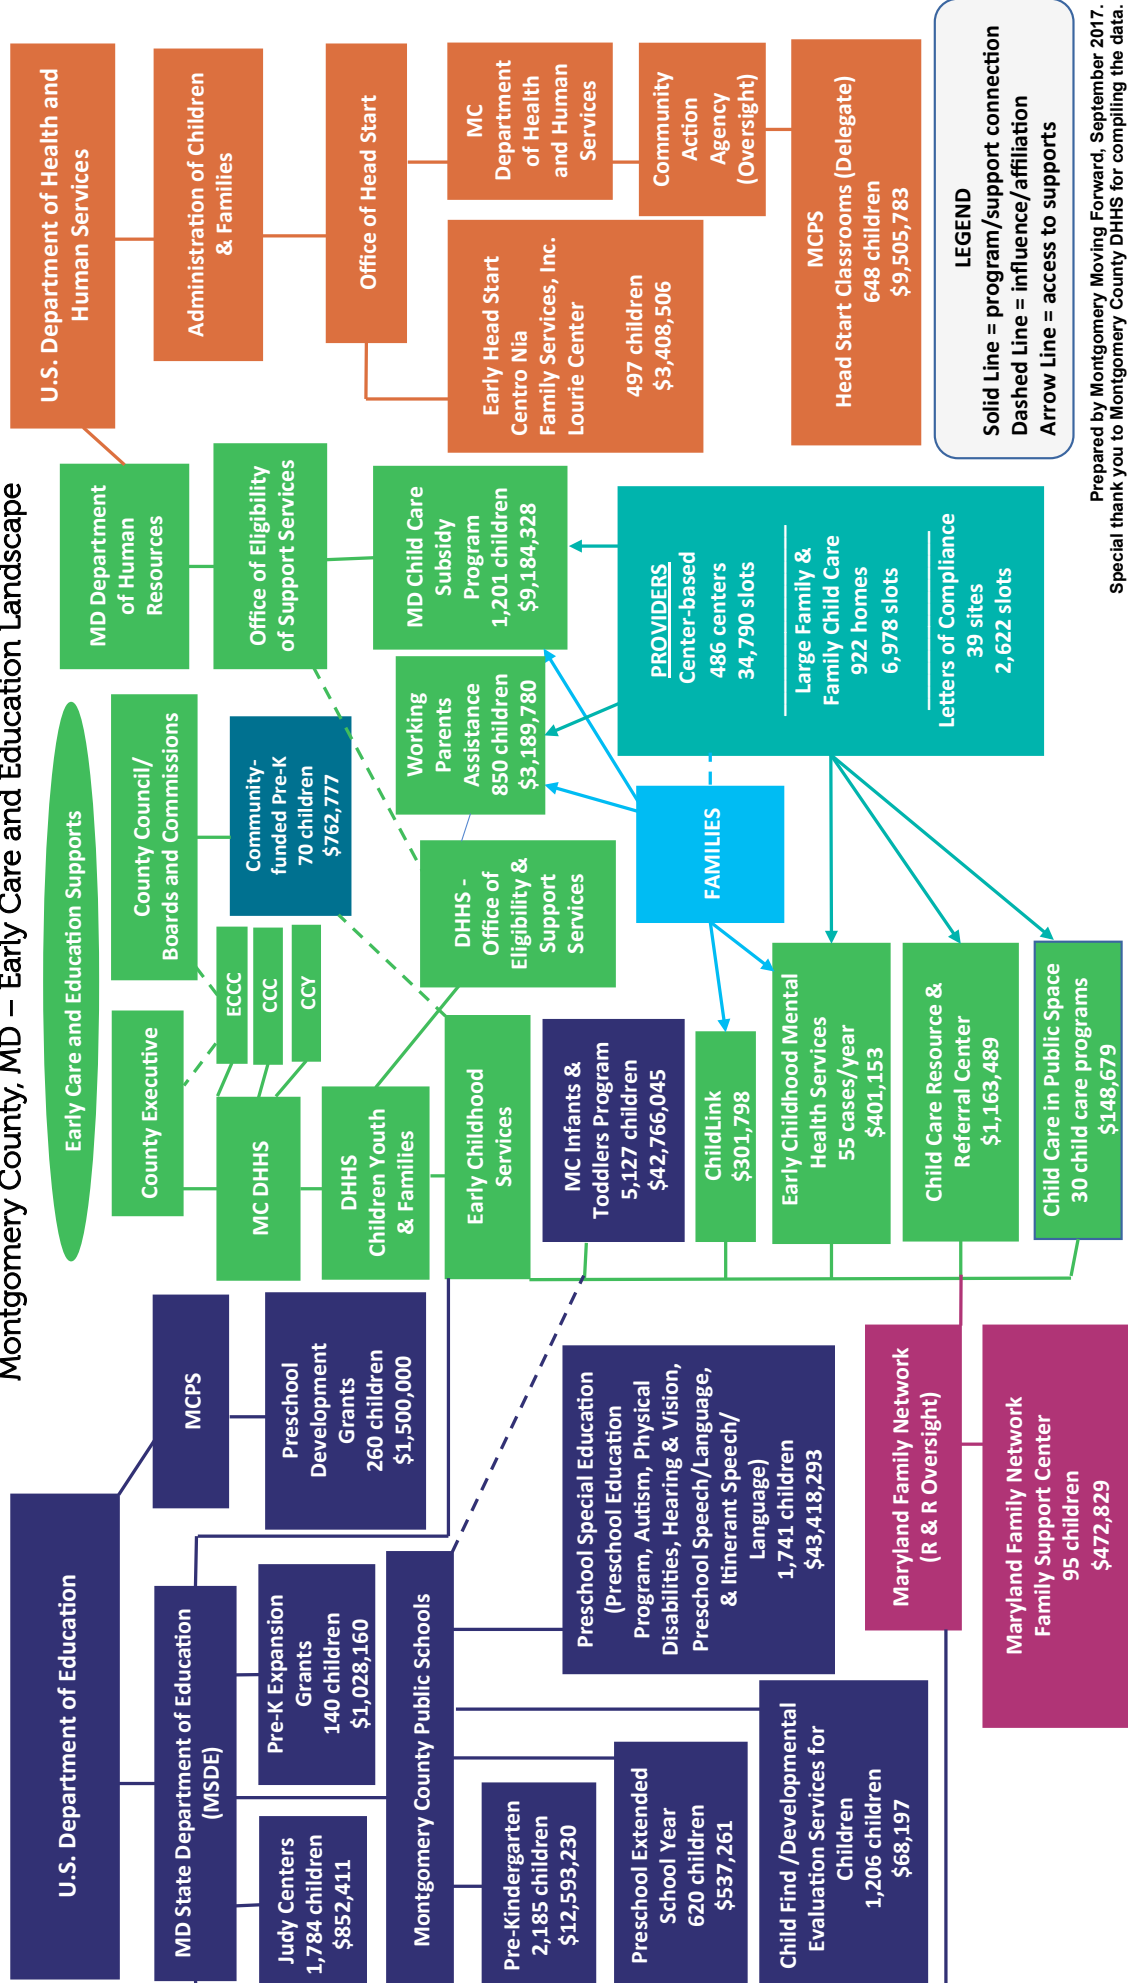 Montgomery County, MD – Early Care and Education Landscape
U.S. Department of Education
MD State Department of Education
(MSDE)
Judy Centers
1,784 children
$852,411
Pre-K Expansion
Grants
140 children
$1,028,160
MCPS
Preschool
Development
Grants
260 children
$1,500,000
Montgomery County Public Schools
Pre-Kindergarten
2,185 children
$12,593,230
Preschool Extended
School Year
620 children
$537,261
Child Find /Developmental
Evaluation Services for
Children
1,206 children
$68,197
Preschool Special Education
(Preschool Education
Program, Autism, Physical
Disabilities, Hearing & Vision,
Preschool Speech/Language,
& Itinerant Speech/
Language)
1,741 children
$43,418,293
Maryland Family Network
(R & R Oversight)
Maryland Family Network
Family Support Center
95 children
$472,829
Early Care and Education Supports
County Executive
County Council/
Boards and Commissions
MC DHHS
ECCC
CCC
CCY
Community-
funded Pre-K
70 children
$762,777
DHHS
Children Youth
& Families
Early Childhood
Services
DHHS -
Office of
Eligibility &
Support
Services
MC Infants &
Toddlers Program
5,127 children
$42,766,045
ChildLink
$301,798
Early Childhood Mental
Health Services
55 cases/year
$401,153
Child Care Resource &
Referral Center
$1,163,489
Child Care in Public Space
30 child care programs
$148,679
FAMILIES
Working
Parents
Assistance
850 children
$3,189,780
MD Department
of Human
Resources
Office of Eligibility
of Support Services
MD Child Care
Subsidy
Program
1,201 children
$9,184,328
PROVIDERS
Center-based
486 centers
34,790 slots
Large Family &
Family Child Care
922 homes
6,978 slots
Letters of Compliance
39 sites
2,622 slots
U.S. Department of Health and
Human Services
Administration of Children
& Families
Office of Head Start
Early Head Start
Centro Nia
Family Services, Inc.
Lourie Center
497 children
$3,408,506
MC
Department
of Health
and Human
Services
Community
Action
Agency
(Oversight)
MCPS
Head Start Classrooms (Delegate)
648 children
$9,505,783
LEGEND
Solid Line = program/support connection
Dashed Line = influence/affiliation
Arrow Line = access to supports
Prepared by Montgomery Moving Forward, September 2017.
Special thank you to Montgomery County DHHS for compiling the data.